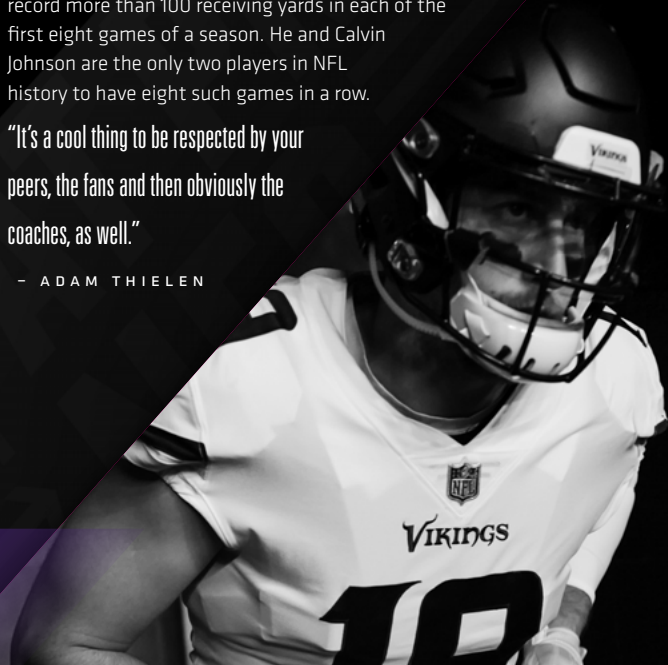 record more than 100 receiving yards in each of the
first eight games of a season. He and Calvin
Johnson are the only two players in NFL
history to have eight such games in a row.
“It’s a cool thing to be respected by your
peers, the fans and then obviously the
coaches, as well.”
– ADAM THIELEN
VIKINGS
NFL
VIKINGS
19